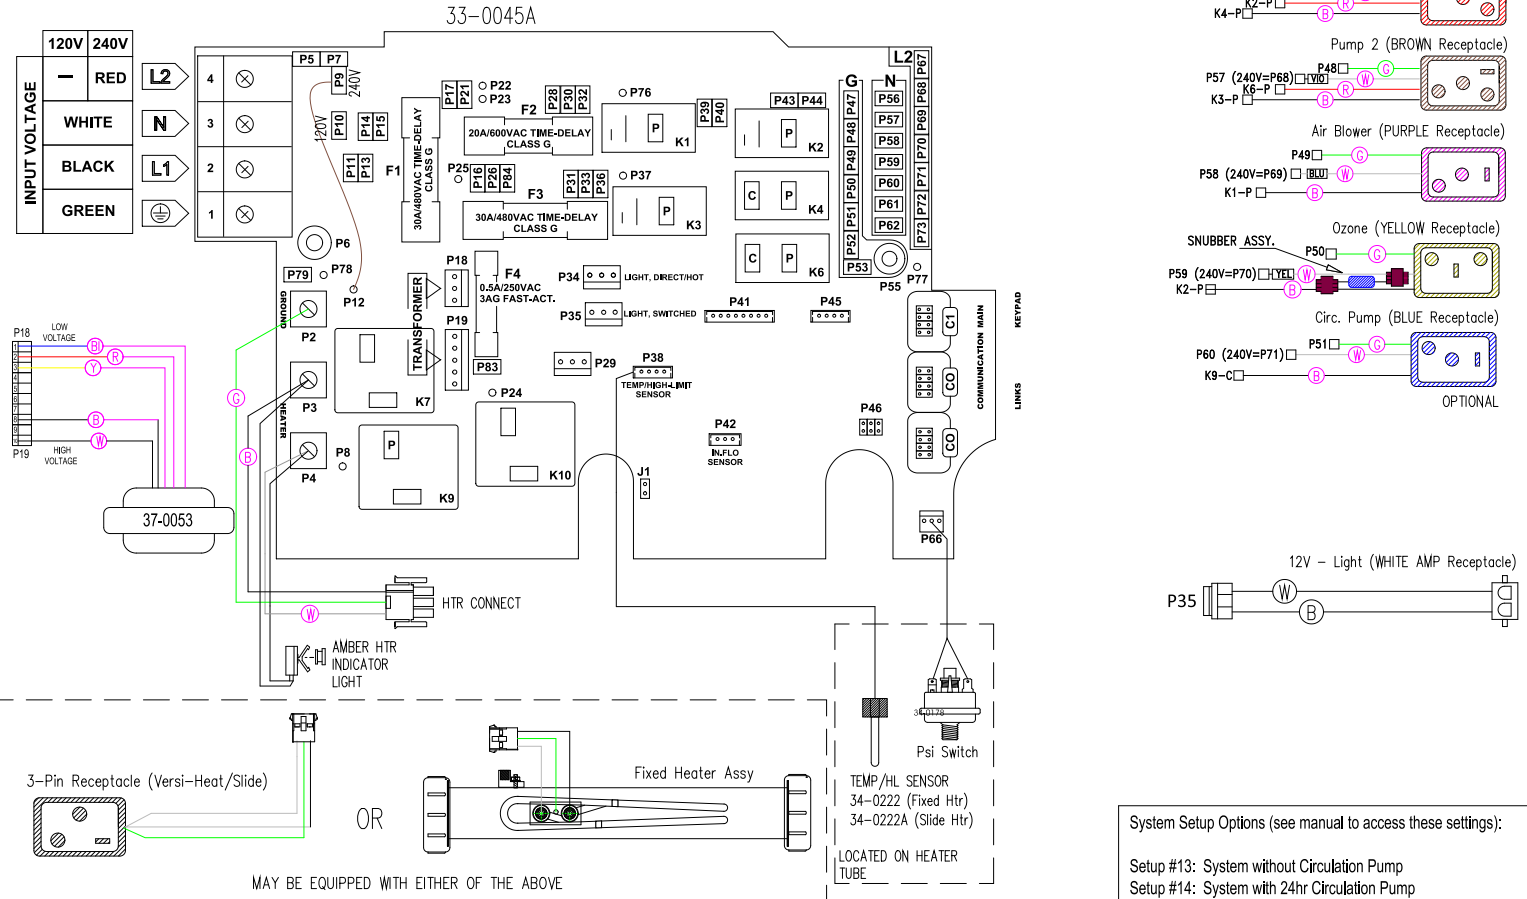 33-0045A
120V 240V
INPUT VOLTAGE
— RED L2
WHITE N
BLACK L1
GREEN
4
3
2
1
P5 P7
P9
240V
120V
P10
P14 P15
P11 P13
F1
30A/480VAC TIME-DELAY
CLASS G
P17 P21
P22
P23
F2
P28 P30 P32
20A/600VAC TIME-DELAY
CLASS G
P25
P16 P26 P84
F3
P31 P33 P36
30A/480VAC TIME-DELAY
CLASS G
P76
P K1
P39 P40
P43 P44
P K2
P37
P K3
C P K4
C P K6
L2
G N
P47 P48 P49 P50 P51 P52 P53
P56
P57
P58
P59
P60
P61
P62
P67 P68 P69 P70 P71 P72 P73
P55
P77
P6
P79 P78
P12
GROUND
P2
P3
HEATER
P4
P8
TRANSFORMER
P18
P19
F4
0.5A/250VAC
3AG FAST-ACT.
P83
P34 LIGHT, DIRECT/HOT
P35 LIGHT, SWITCHED
P29
P24
K7
P K9
K10
P41
P45
P38
TEMP/HIGH-LIMIT
SENSOR
P42
IN.FLO
SENSOR
P46
J1
P66
C1
CO
CO
COMMUNICATION MAIN
KEYPAD
LINKS
P18
LOW
VOLTAGE
Bl
R
Y
B
W
HIGH
VOLTAGE
P19
37-0053
G
B
W
HTR CONNECT
AMBER HTR
INDICATOR
LIGHT
3-Pin Receptacle (Versi-Heat/Slide)
OR
Fixed Heater Assy
MAY BE EQUIPPED WITH EITHER OF THE ABOVE
34-0178
Psi Switch
TEMP/HL SENSOR
34-0222 (Fixed Htr)
34-0222A (Slide Htr)
LOCATED ON HEATER
TUBE
K2-P R
K4-P B
Pump 2 (BROWN Receptacle)
P48 G
P57 (240V=P68) VIO W
K6-P R
K3-P B
Air Blower (PURPLE Receptacle)
P49 G
P58 (240V=P69) BLU W
K1-P B
Ozone (YELLOW Receptacle)
SNUBBER ASSY.
P50 G
P59 (240V=P70) YEL W
K2-P B
Circ. Pump (BLUE Receptacle)
P51 G
P60 (240V=P71) W
K9-C B
OPTIONAL
12V – Light (WHITE AMP Receptacle)
P35 W
B
System Setup Options (see manual to access these settings):
Setup #13: System without Circulation Pump
Setup #14: System with 24hr Circulation Pump